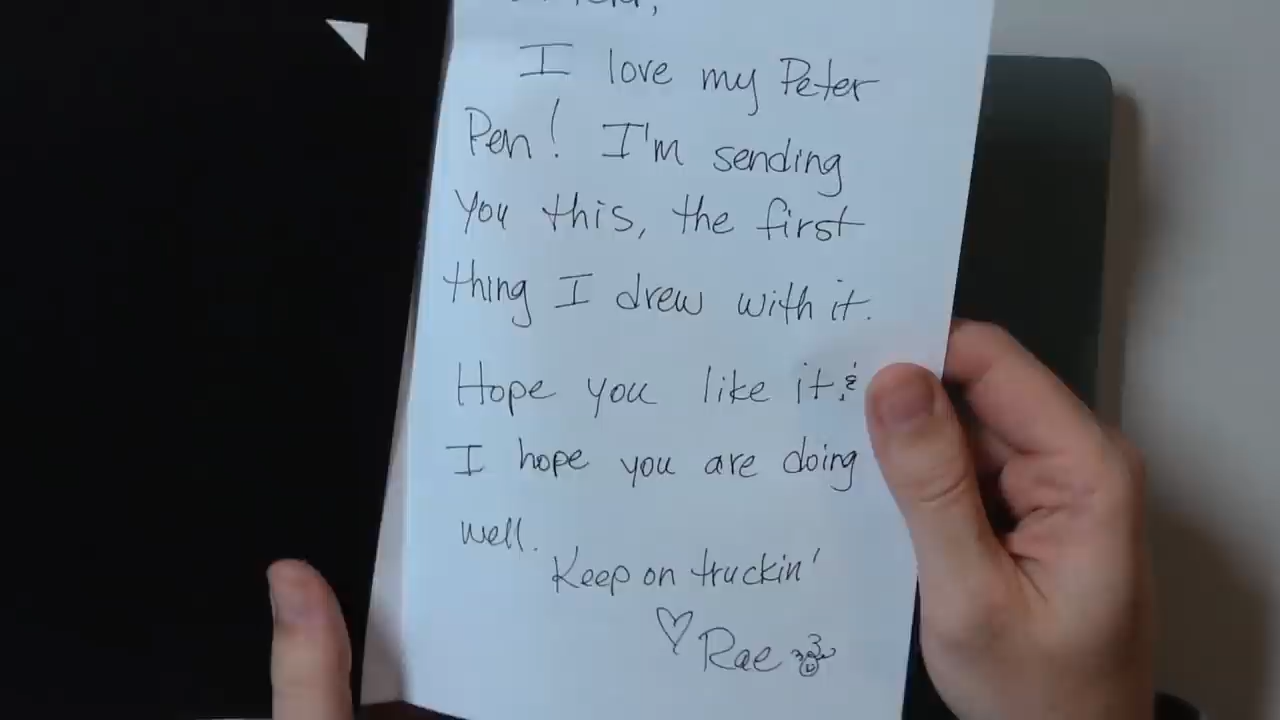 I love my Peter
Pen! I'm sending
you this, the first
thing I drew with it.
Hope you like it, &
I hope you are doing
well.
Keep on truckin'
♡ Rae